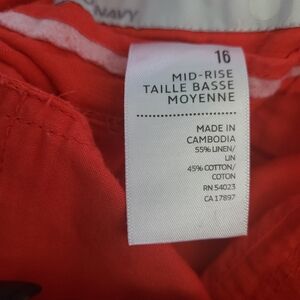 NAVY
16
MID-RISE
TAILLE BASSE
MOYENNE
MADE IN
CAMBODIA
55% LINEN/
LIN
45% COTTON/
COTON
RN 54023
CA 17897